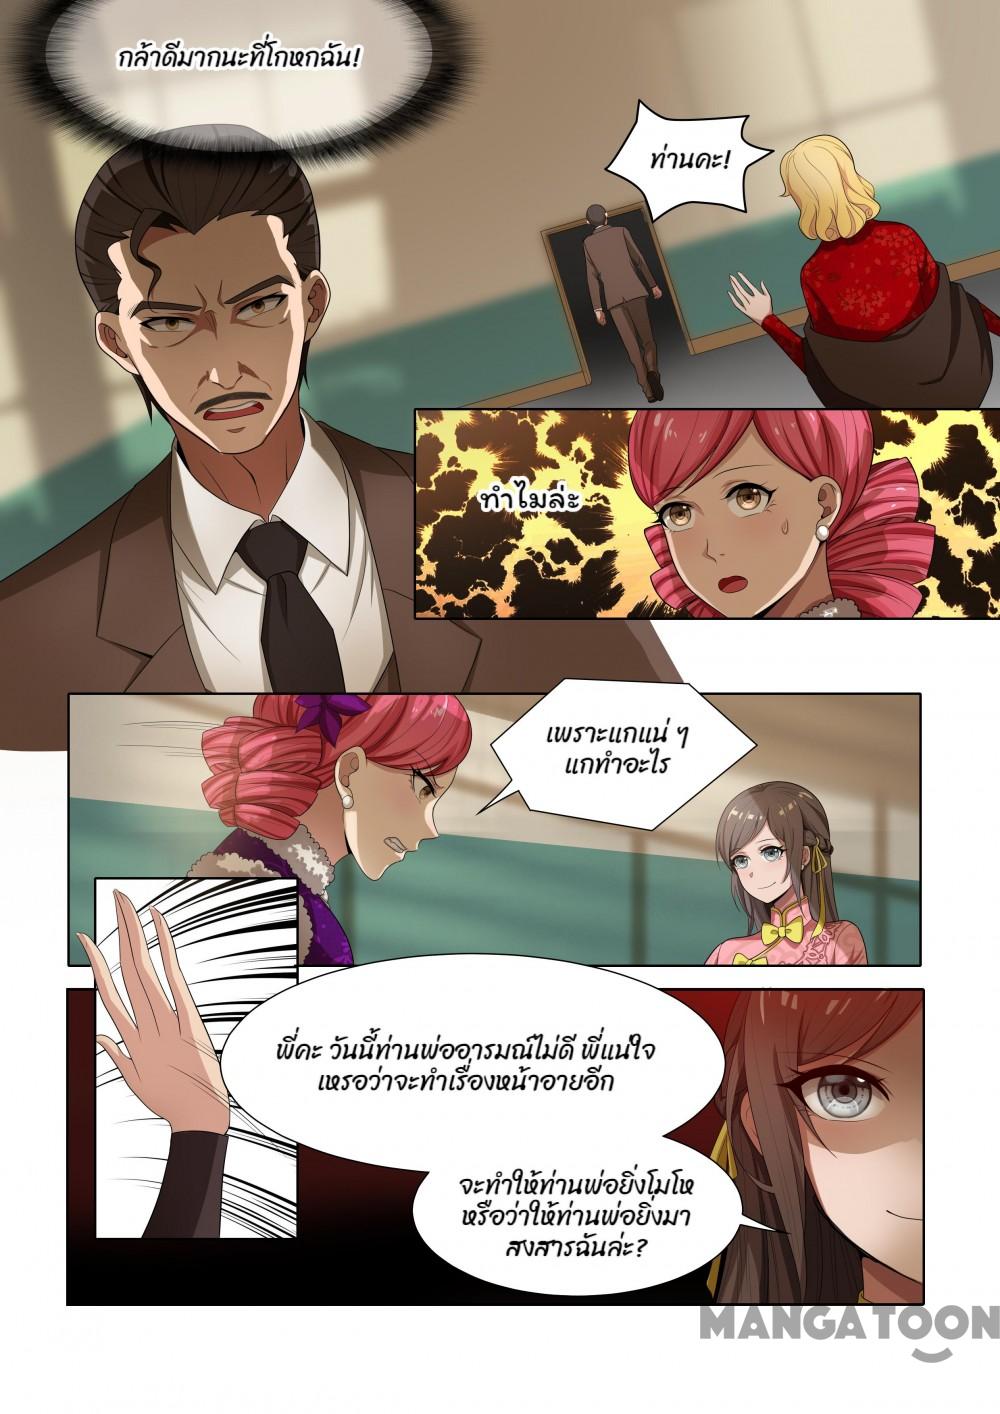 กล้าดีมากนะที่โกหกฉัน!
ท่านคะ!
ทำไมล่ะ
เพราะแกแน่ ๆ
แกทำอะไร
พี่คะ วันนี้ท่านพ่ออารมณ์ไม่ดี พี่แน่ใจ
เหรอว่าจะทำเรื่องหน้าอายอีก
จะทำให้ท่านพ่อยิ่งโมโห
หรือว่าให้ท่านพ่อยิ่งมา
สงสารฉันล่ะ?
MANGATOON